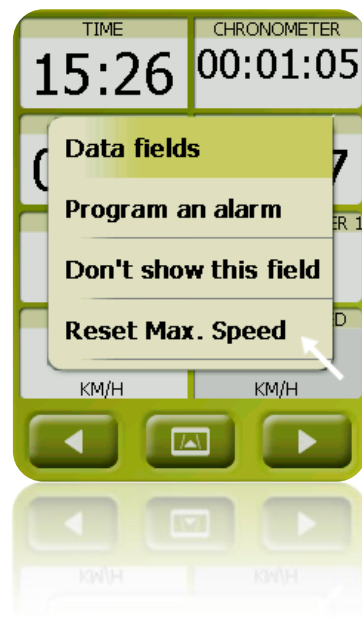 TIME CHRONOMETER
15:26 00:01:05
Data fields
Program an alarm
Don't show this field
Reset Max. Speed
KM/H KM/H